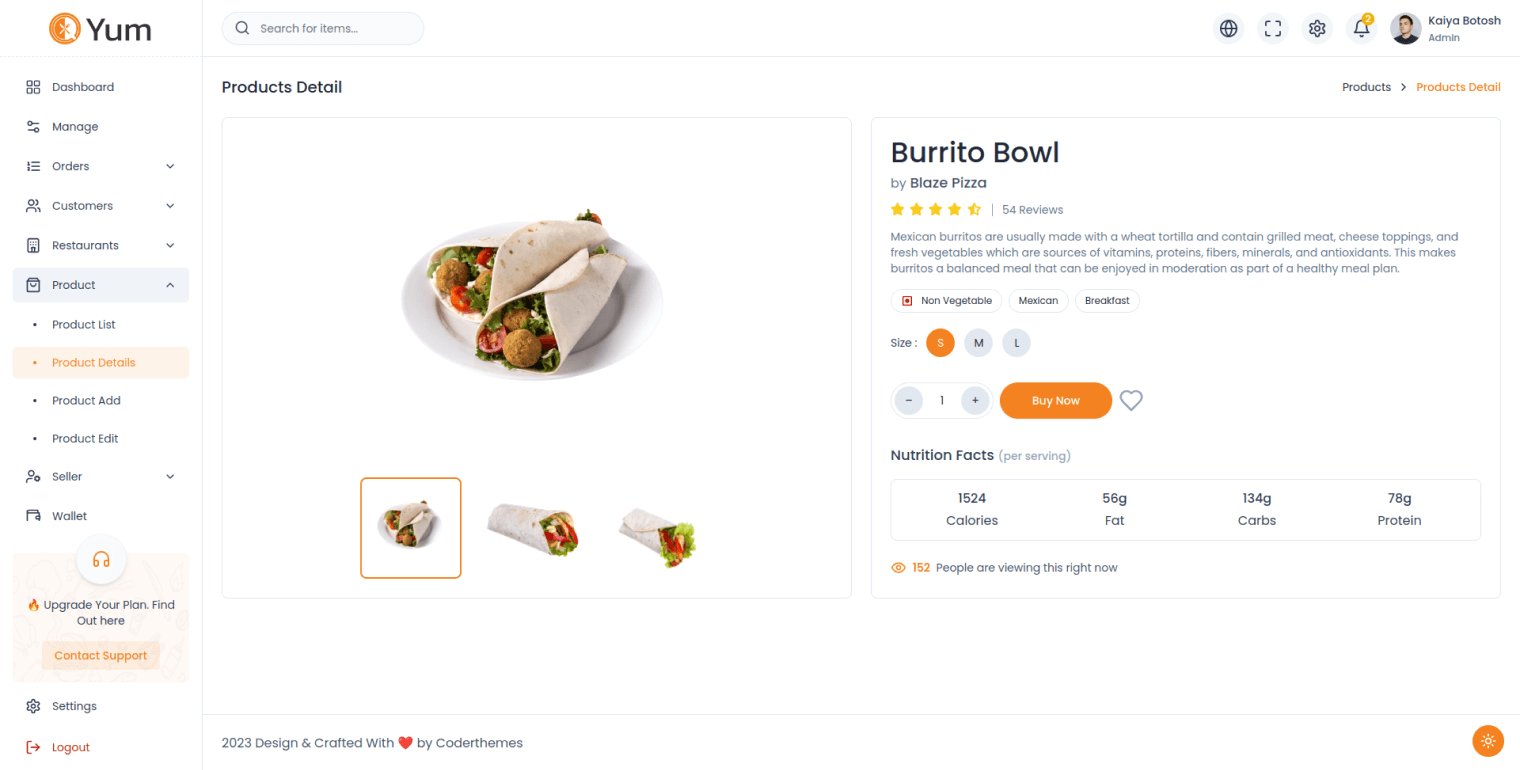 Yum
Search for items...
2
Kaiya Botosh
Admin
Dashboard
Manage
Orders
Customers
Restaurants
Product
Product List
Product Details
Product Add
Product Edit
Seller
Wallet
🔥 Upgrade Your Plan. Find
Out here
Contact Support
Settings
Logout
Products Detail
Products > Products Detail
Burrito Bowl
by Blaze Pizza
54 Reviews
Mexican burritos are usually made with a wheat tortilla and contain grilled meat, cheese toppings, and
fresh vegetables which are sources of vitamins, proteins, fibers, minerals, and antioxidants. This makes
burritos a balanced meal that can be enjoyed in moderation as part of a healthy meal plan.
Non Vegetable Mexican Breakfast
Size : S M L
− 1 + Buy Now
Nutrition Facts (per serving)
1524 56g 134g 78g
Calories Fat Carbs Protein
152 People are viewing this right now
2023 Design & Crafted With ❤️ by Coderthemes